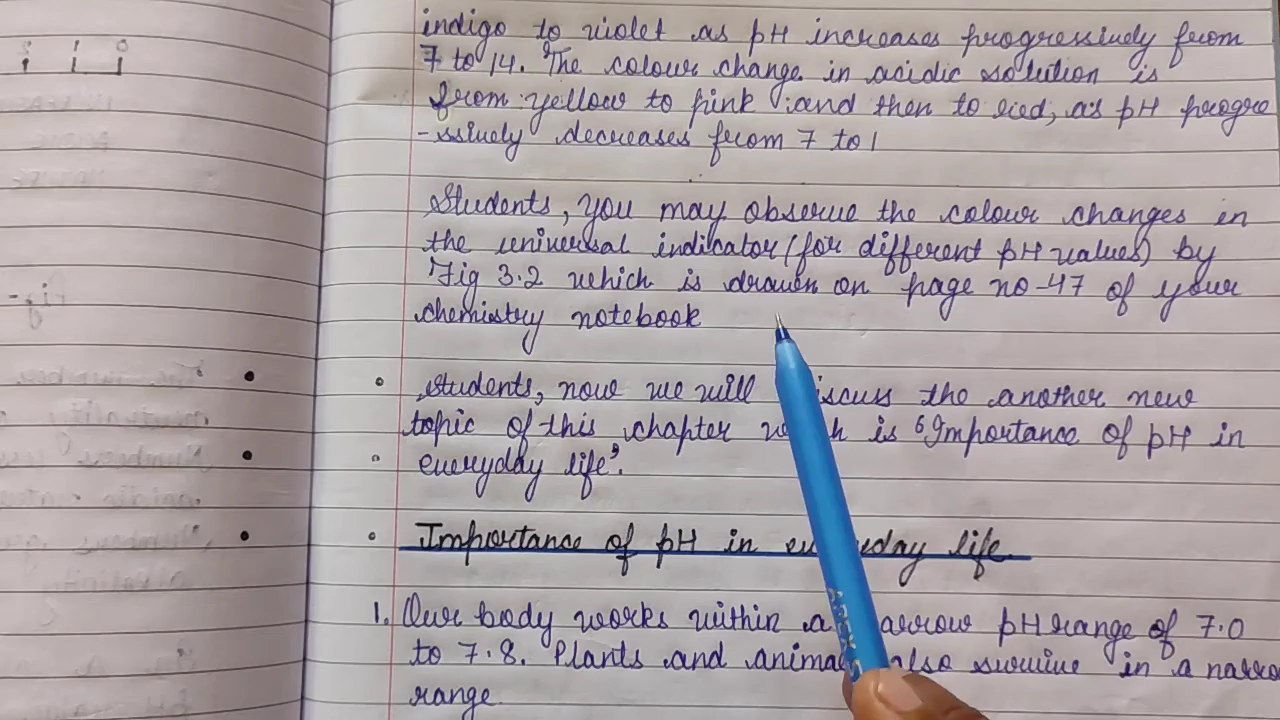 indigo to violet as pH increases progressively from
7 to 14. The colour change in acidic solution is
from yellow to pink and then to red, as pH progre
-ssively decreases from 7 to 1
Students, you may observe the colour changes in
the universal indicator (for different pH values) by
Fig 3.2 which is drawn on page no-47 of your
chemistry notebook
students, now we will iscuss the another new
topic of this chapter w h is 'Importance of pH in
everyday life'.
Importance of pH in everyday life
1. Our body works within a arrow pH range of 7.0
to 7.8. Plants and anima also survive in a narro
range